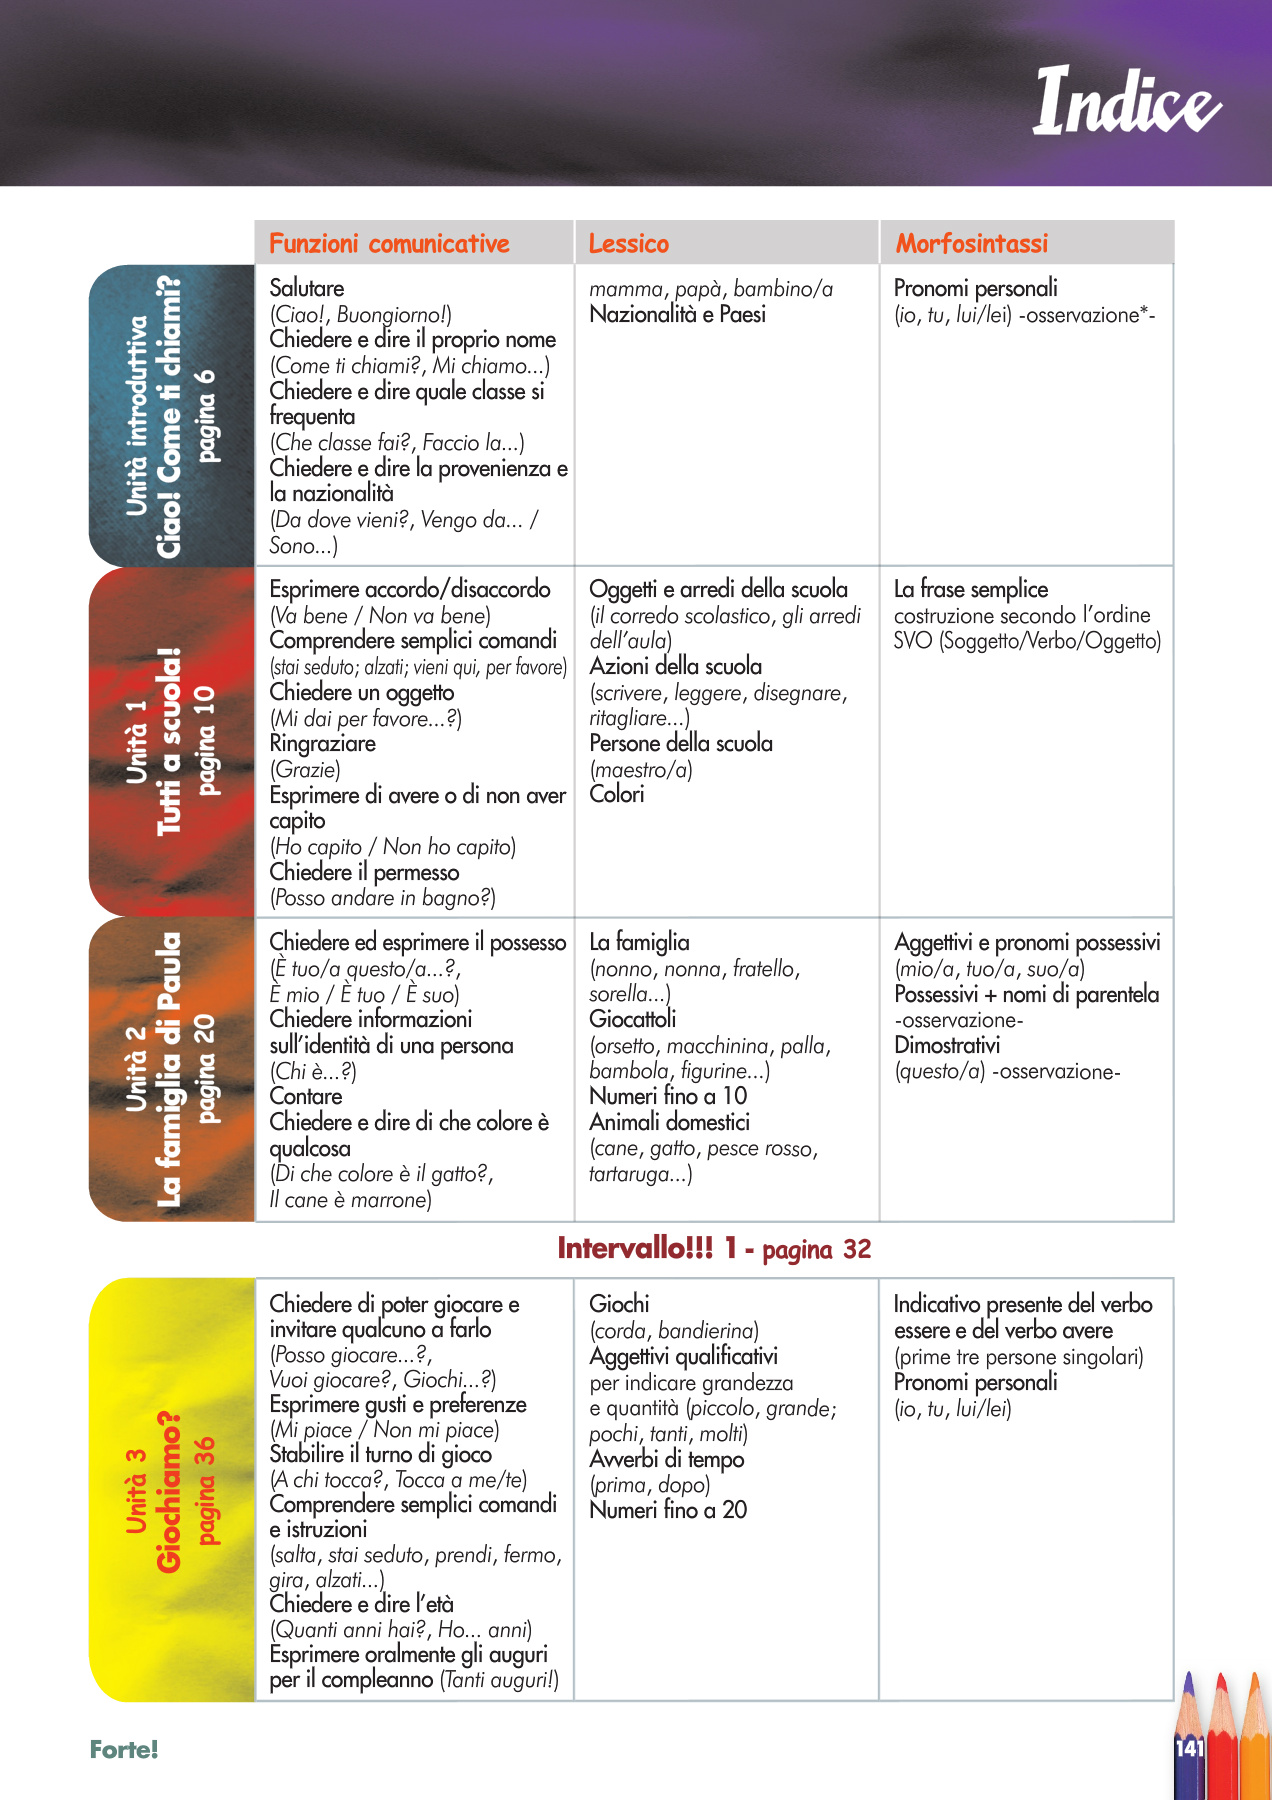 Indice
Funzioni comunicative
Lessico
Morfosintassi
Unità introduttiva
Ciao! Come ti chiami?
pagina 6
Salutare
(Ciao!, Buongiorno!)
Chiedere e dire il proprio nome
(Come ti chiami?, Mi chiamo...)
Chiedere e dire quale classe si
frequenta
(Che classe fai?, Faccio la...)
Chiedere e dire la provenienza e
la nazionalità
(Da dove vieni?, Vengo da... /
Sono...)
mamma, papà, bambino/a
Nazionalità e Paesi
Pronomi personali
(io, tu, lui/lei) -osservazione*-
Unità 1
Tutti a scuola!
pagina 10
Esprimere accordo/disaccordo
(Va bene / Non va bene)
Comprendere semplici comandi
(stai seduto; alzati; vieni qui, per favore)
Chiedere un oggetto
(Mi dai per favore...?)
Ringraziare
(Grazie)
Esprimere di avere o di non aver
capito
(Ho capito / Non ho capito)
Chiedere il permesso
(Posso andare in bagno?)
Oggetti e arredi della scuola
(il corredo scolastico, gli arredi
dell'aula)
Azioni della scuola
(scrivere, leggere, disegnare,
ritagliare...)
Persone della scuola
(maestro/a)
Colori
La frase semplice
costruzione secondo l'ordine
SVO (Soggetto/Verbo/Oggetto)
Unità 2
La famiglia di Paula
pagina 20
Chiedere ed esprimere il possesso
(È tuo/a questo/a...?,
È mio / È tuo / È suo)
Chiedere informazioni
sull'identità di una persona
(Chi è...?)
Contare
Chiedere e dire di che colore è
qualcosa
(Di che colore è il gatto?,
Il cane è marrone)
La famiglia
(nonno, nonna, fratello,
sorella...)
Giocattoli
(orsetto, macchinina, palla,
bambola, figurine...)
Numeri fino a 10
Animali domestici
(cane, gatto, pesce rosso,
tartaruga...)
Aggettivi e pronomi possessivi
(mio/a, tuo/a, suo/a)
Possessivi + nomi di parentela
-osservazione-
Dimostrativi
(questo/a) -osservazione-
Intervallo!!! 1 - pagina 32
Unità 3
Giochiamo?
pagina 36
Chiedere di poter giocare e
invitare qualcuno a farlo
(Posso giocare...?,
Vuoi giocare?, Giochi...?)
Esprimere gusti e preferenze
(Mi piace / Non mi piace)
Stabilire il turno di gioco
(A chi tocca?, Tocca a me/te)
Comprendere semplici comandi
e istruzioni
(salta, stai seduto, prendi, fermo,
gira, alzati...)
Chiedere e dire l'età
(Quanti anni hai?, Ho... anni)
Esprimere oralmente gli auguri
per il compleanno (Tanti auguri!)
Giochi
(corda, bandierina)
Aggettivi qualificativi
per indicare grandezza
e quantità (piccolo, grande;
pochi, tanti, molti)
Avverbi di tempo
(prima, dopo)
Numeri fino a 20
Indicativo presente del verbo
essere e del verbo avere
(prime tre persone singolari)
Pronomi personali
(io, tu, lui/lei)
Forte!
141